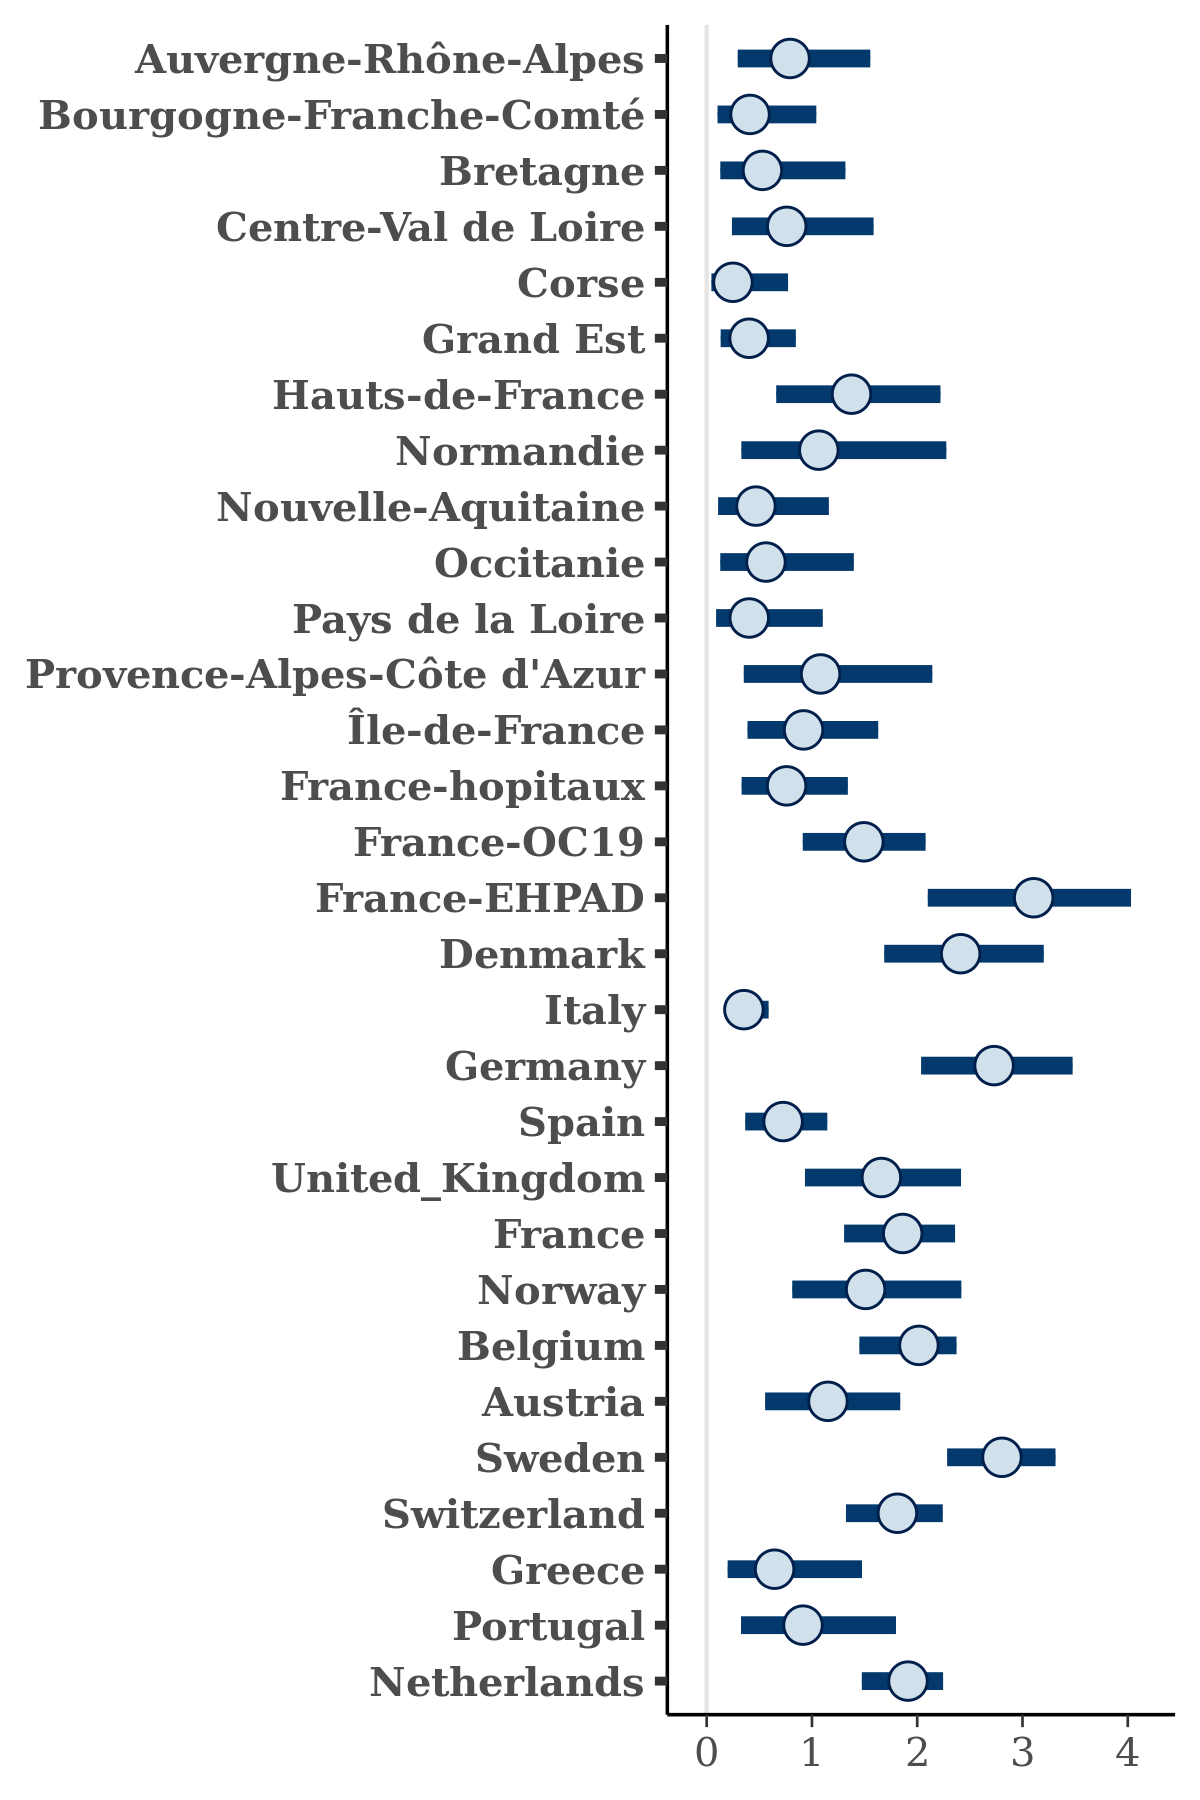 Auvergne-Rhône-Alpes
Bourgogne-Franche-Comté
Bretagne
Centre-Val de Loire
Corse
Grand Est
Hauts-de-France
Normandie
Nouvelle-Aquitaine
Occitanie
Pays de la Loire
Provence-Alpes-Côte d'Azur
Île-de-France
France-hopitaux
France-OC19
France-EHPAD
Denmark
Italy
Germany
Spain
United_Kingdom
France
Norway
Belgium
Austria
Sweden
Switzerland
Greece
Portugal
Netherlands
0 1 2 3 4